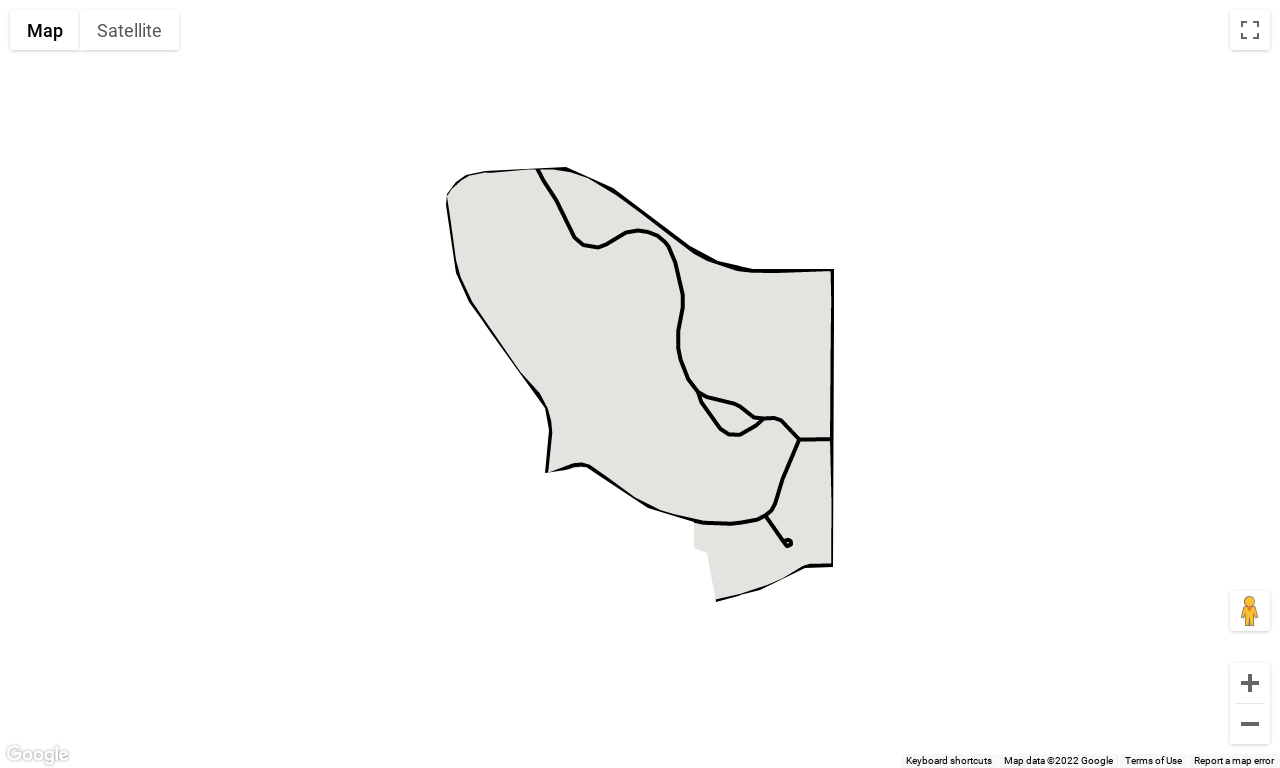 Map Satellite
Google
Keyboard shortcuts Map data ©2022 Google Terms of Use Report a map error